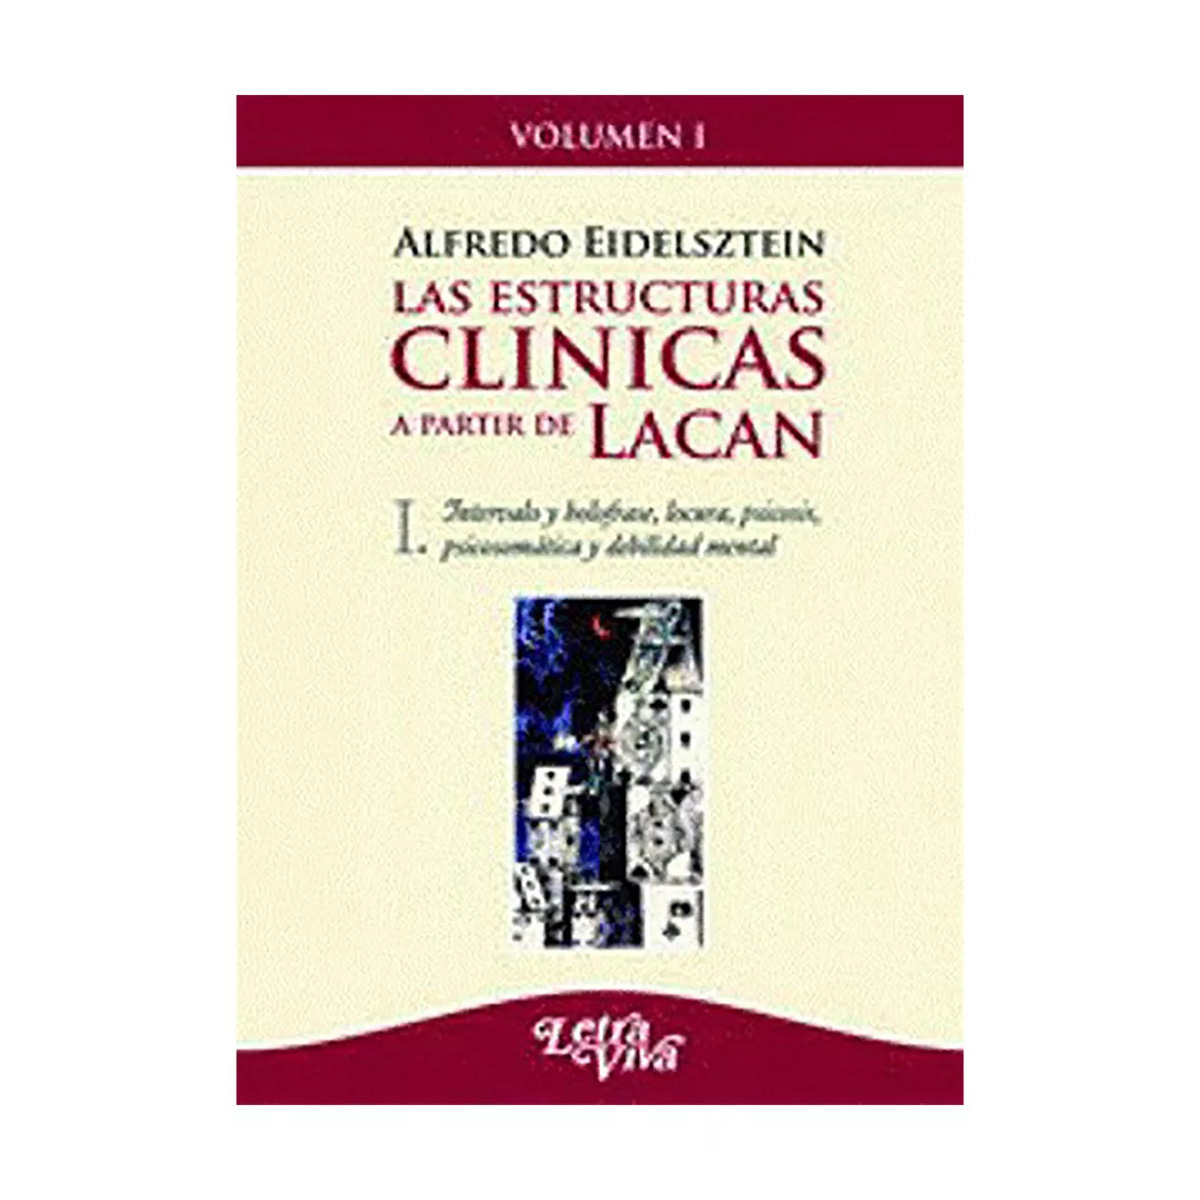 VOLUMEN I
ALFREDO EIDELSZTEIN
LAS ESTRUCTURAS
CLINICAS
A PARTIR DE LACAN
I. Intervalo y holofrase, locura, psicosis,
psicosomática y debilidad mental
Letra
Viva